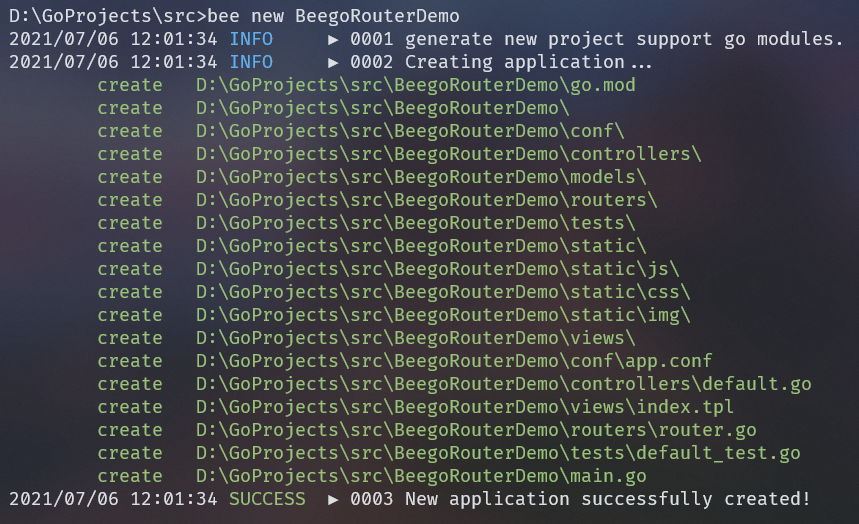 D:\GoProjects\src>bee new BeegoRouterDemo
2021/07/06 12:01:34 INFO     ▶ 0001 generate new project support go modules.
2021/07/06 12:01:34 INFO     ▶ 0002 Creating application...
        create   D:\GoProjects\src\BeegoRouterDemo\go.mod
        create   D:\GoProjects\src\BeegoRouterDemo\
        create   D:\GoProjects\src\BeegoRouterDemo\conf\
        create   D:\GoProjects\src\BeegoRouterDemo\controllers\
        create   D:\GoProjects\src\BeegoRouterDemo\models\
        create   D:\GoProjects\src\BeegoRouterDemo\routers\
        create   D:\GoProjects\src\BeegoRouterDemo\tests\
        create   D:\GoProjects\src\BeegoRouterDemo\static\
        create   D:\GoProjects\src\BeegoRouterDemo\static\js\
        create   D:\GoProjects\src\BeegoRouterDemo\static\css\
        create   D:\GoProjects\src\BeegoRouterDemo\static\img\
        create   D:\GoProjects\src\BeegoRouterDemo\views\
        create   D:\GoProjects\src\BeegoRouterDemo\conf\app.conf
        create   D:\GoProjects\src\BeegoRouterDemo\controllers\default.go
        create   D:\GoProjects\src\BeegoRouterDemo\views\index.tpl
        create   D:\GoProjects\src\BeegoRouterDemo\routers\router.go
        create   D:\GoProjects\src\BeegoRouterDemo\tests\default_test.go
        create   D:\GoProjects\src\BeegoRouterDemo\main.go
2021/07/06 12:01:34 SUCCESS  ▶ 0003 New application successfully created!